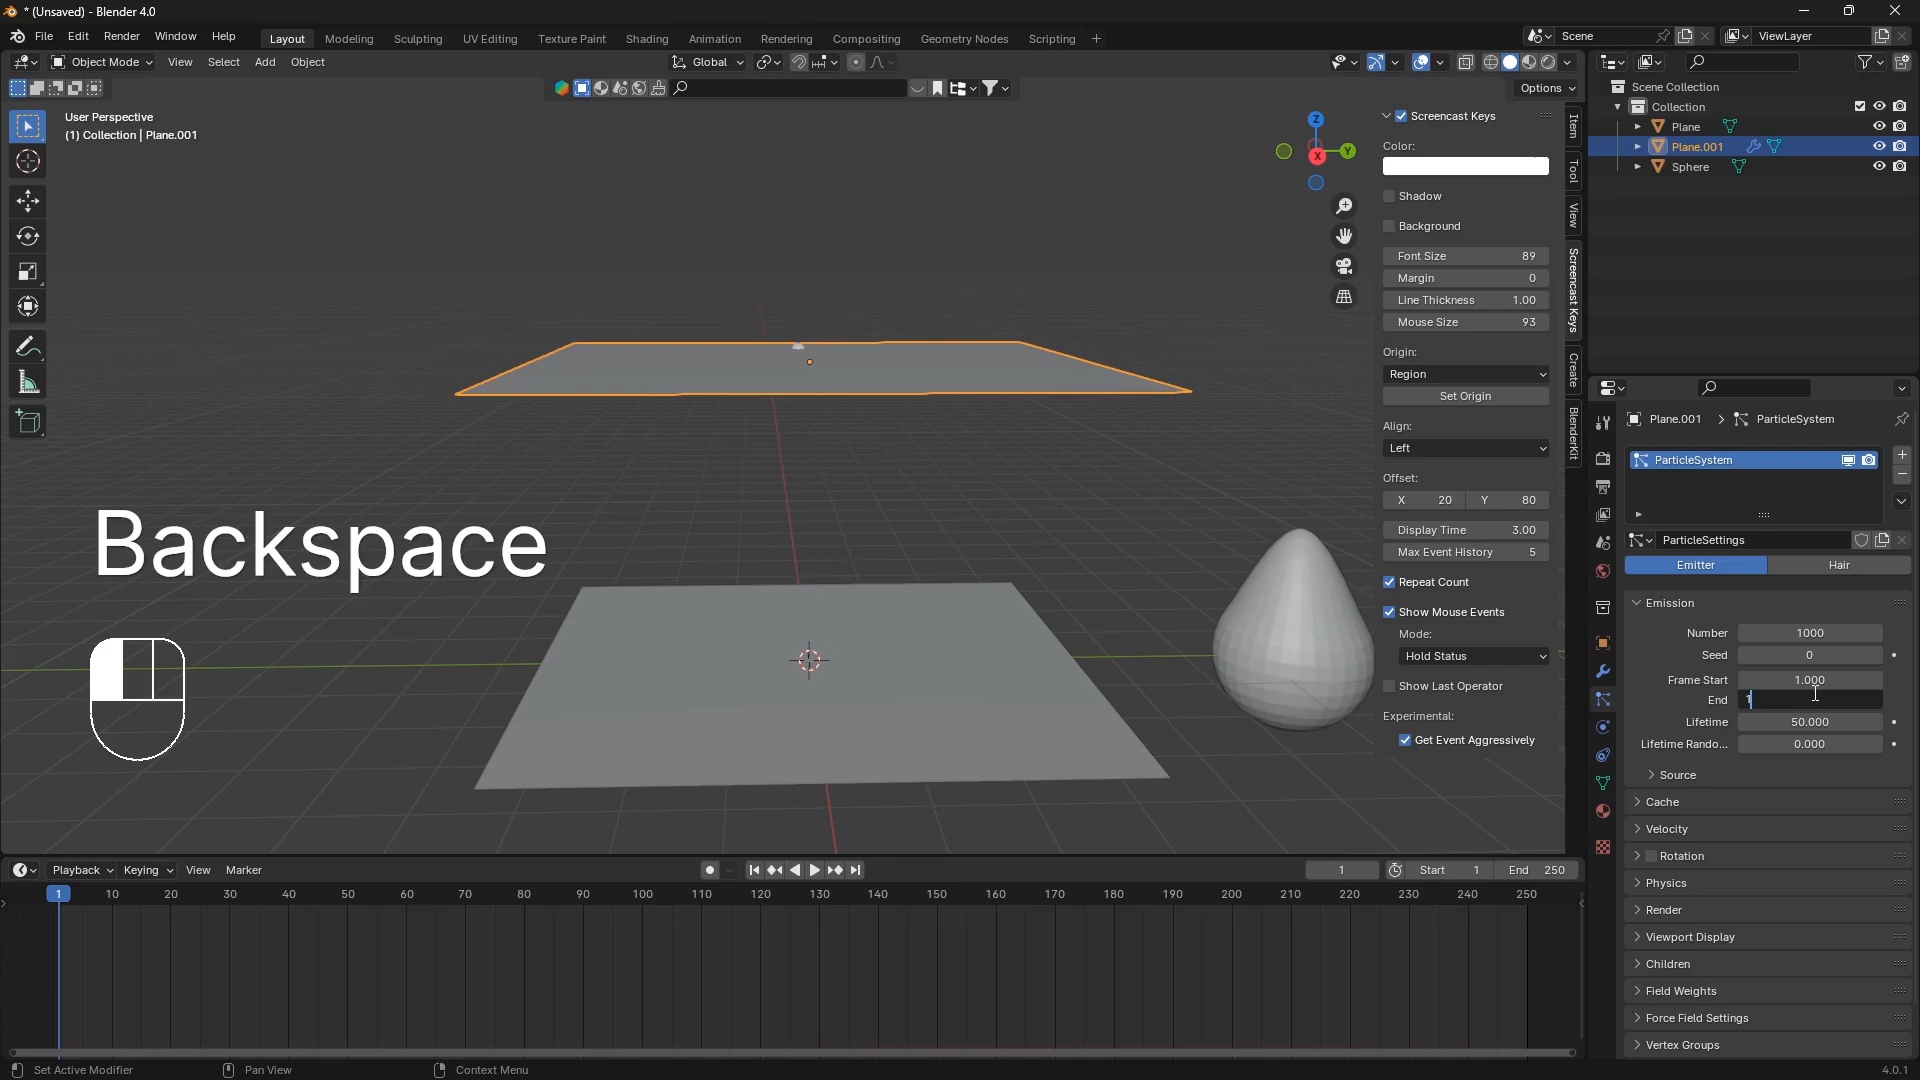 * (Unsaved) - Blender 4.0
File Edit Render Window Help
Layout Modeling Sculpting UV Editing Texture Paint Shading Animation Rendering Compositing Geometry Nodes Scripting +
Scene
ViewLayer
Object Mode View Select Add Object
Global
Options
User Perspective
(1) Collection | Plane.001
Z
Y
X
Backspace
Screencast Keys
Color:
Shadow
Background
Font Size 89
Margin 0
Line Thickness 1.00
Mouse Size 93
Origin:
Region
Set Origin
Align:
Left
Offset:
X 20 Y 80
Display Time 3.00
Max Event History 5
Repeat Count
Show Mouse Events
Mode:
Hold Status
Show Last Operator
Experimental:
Get Event Aggressively
Item
Tool
View
Screencast Keys
Create
BlenderKit
Scene Collection
Collection
Plane
Plane.001
Sphere
Plane.001 > ParticleSystem
ParticleSystem
ParticleSettings
Emitter Hair
Emission
Number 1000
Seed 0
Frame Start 1.000
End 1
Lifetime 50.000
Lifetime Rando... 0.000
Source
Cache
Velocity
Rotation
Physics
Render
Viewport Display
Children
Field Weights
Force Field Settings
Vertex Groups
Playback Keying View Marker
1
Start 1 End 250
1 10 20 30 40 50 60 70 80 90 100 110 120 130 140 150 160 170 180 190 200 210 220 230 240 250
Set Active Modifier Pan View Context Menu
4.0.1